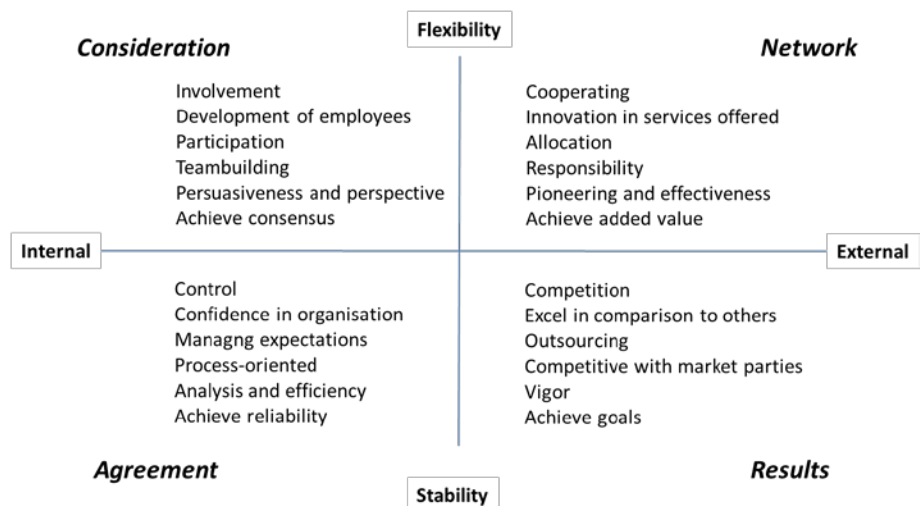 Flexibility
Consideration
Network
Involvement
Development of employees
Participation
Teambuilding
Persuasiveness and perspective
Achieve consensus
Cooperating
Innovation in services offered
Allocation
Responsibility
Pioneering and effectiveness
Achieve added value
Internal
External
Control
Confidence in organisation
Managng expectations
Process-oriented
Analysis and efficiency
Achieve reliability
Competition
Excel in comparison to others
Outsourcing
Competitive with market parties
Vigor
Achieve goals
Agreement
Results
Stability